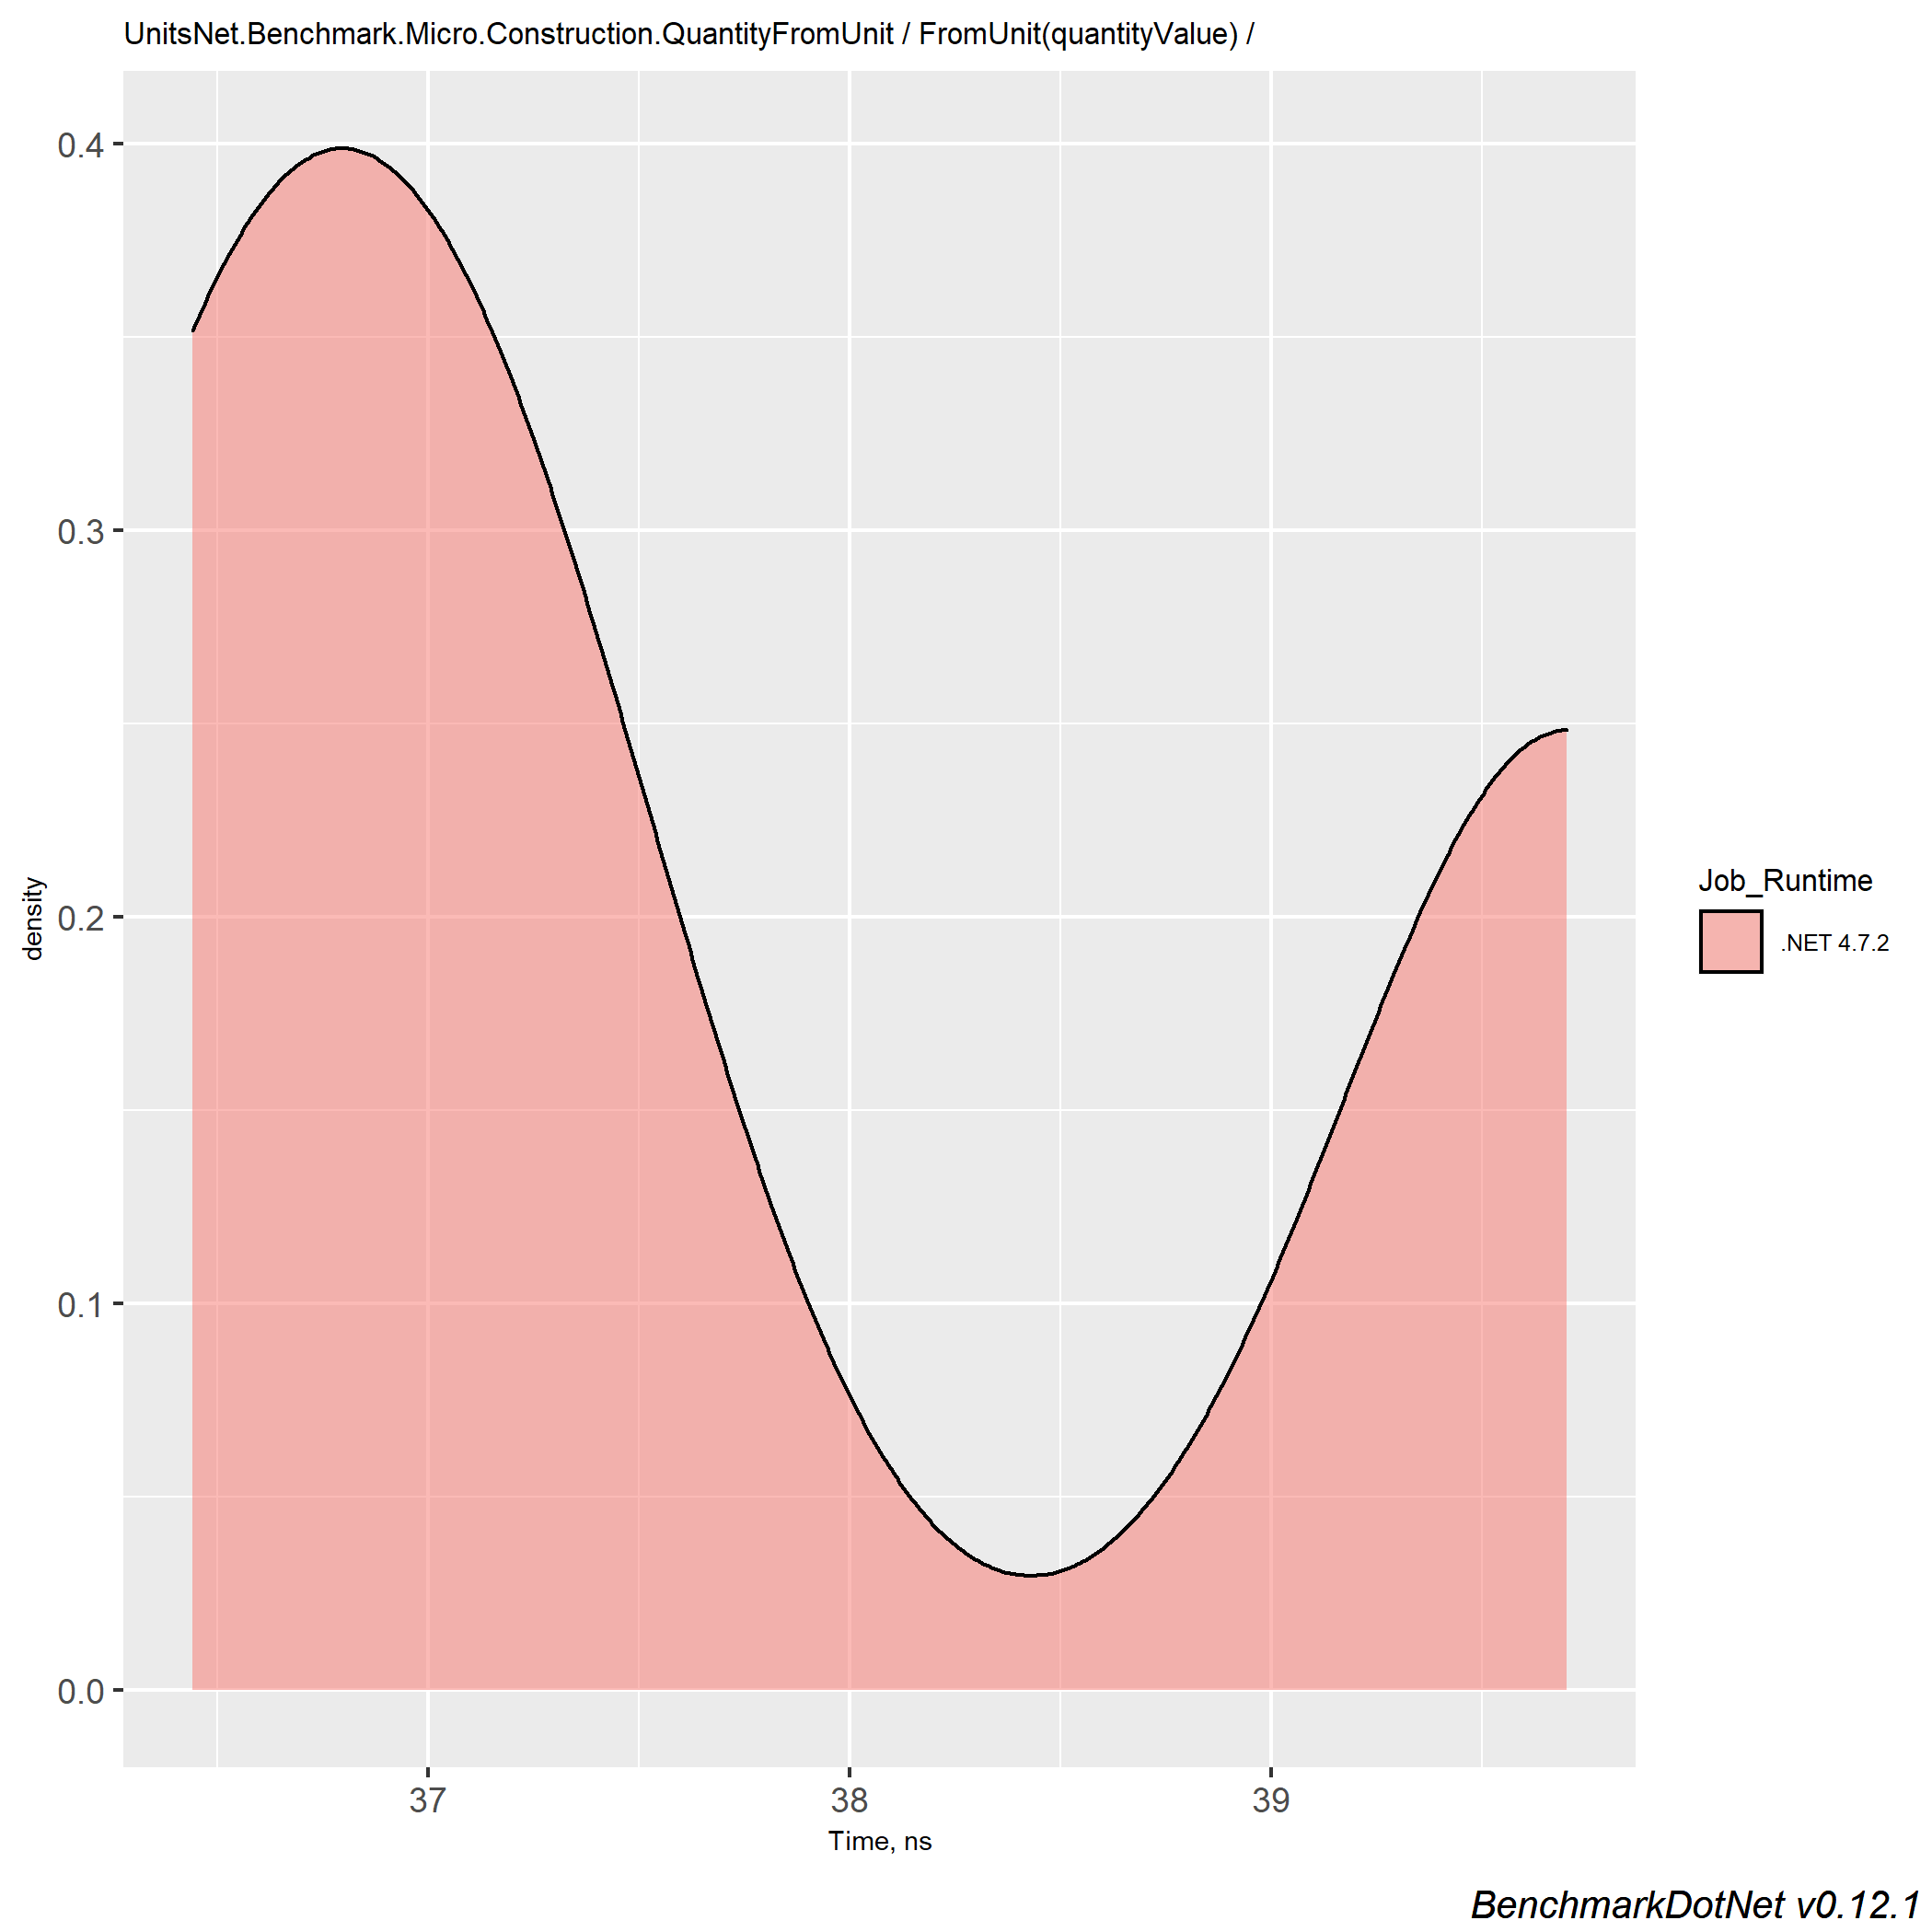 UnitsNet.Benchmark.Micro.Construction.QuantityFromUnit / FromUnit(quantityValue) /
0.4
0.3
0.2
0.1
0.0
density
37 38 39
Time, ns
Job_Runtime
.NET 4.7.2
BenchmarkDotNet v0.12.1